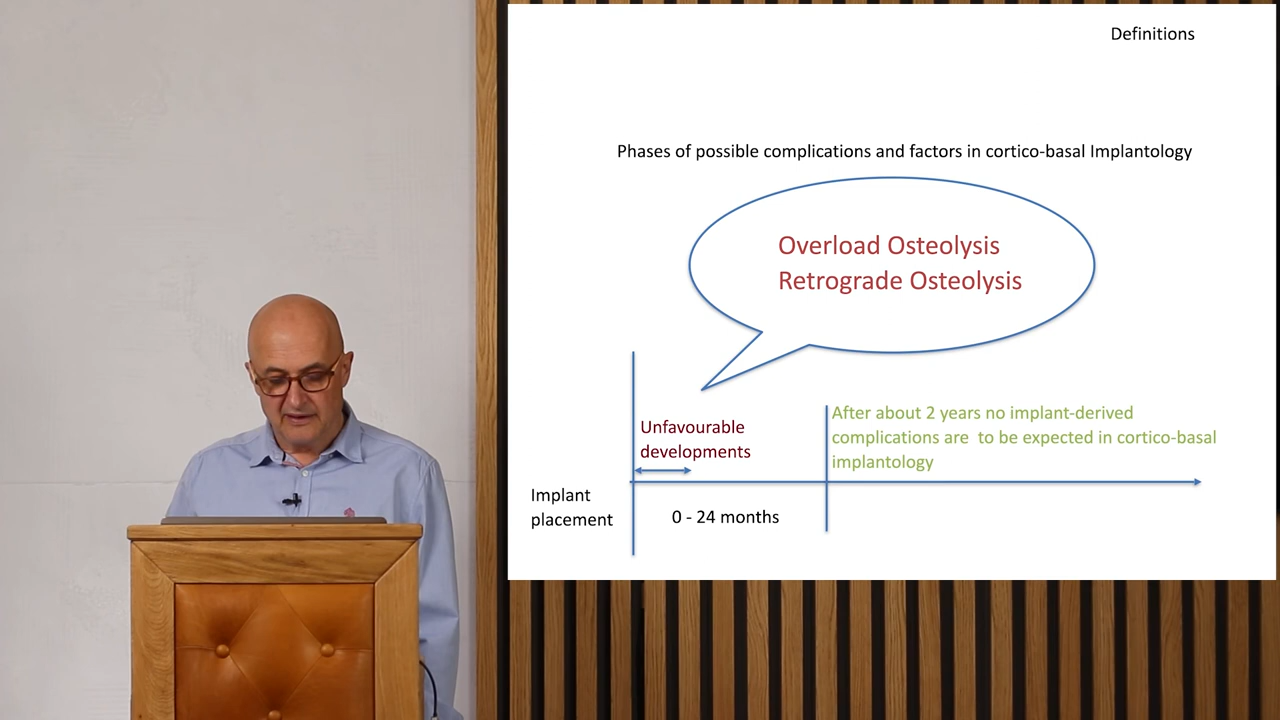 Definitions
Phases of possible complications and factors in cortico-basal Implantology
Overload Osteolysis
Retrograde Osteolysis
Unfavourable
developments
After about 2 years no implant-derived
complications are to be expected in cortico-basal
implantology
Implant
placement
0 - 24 months